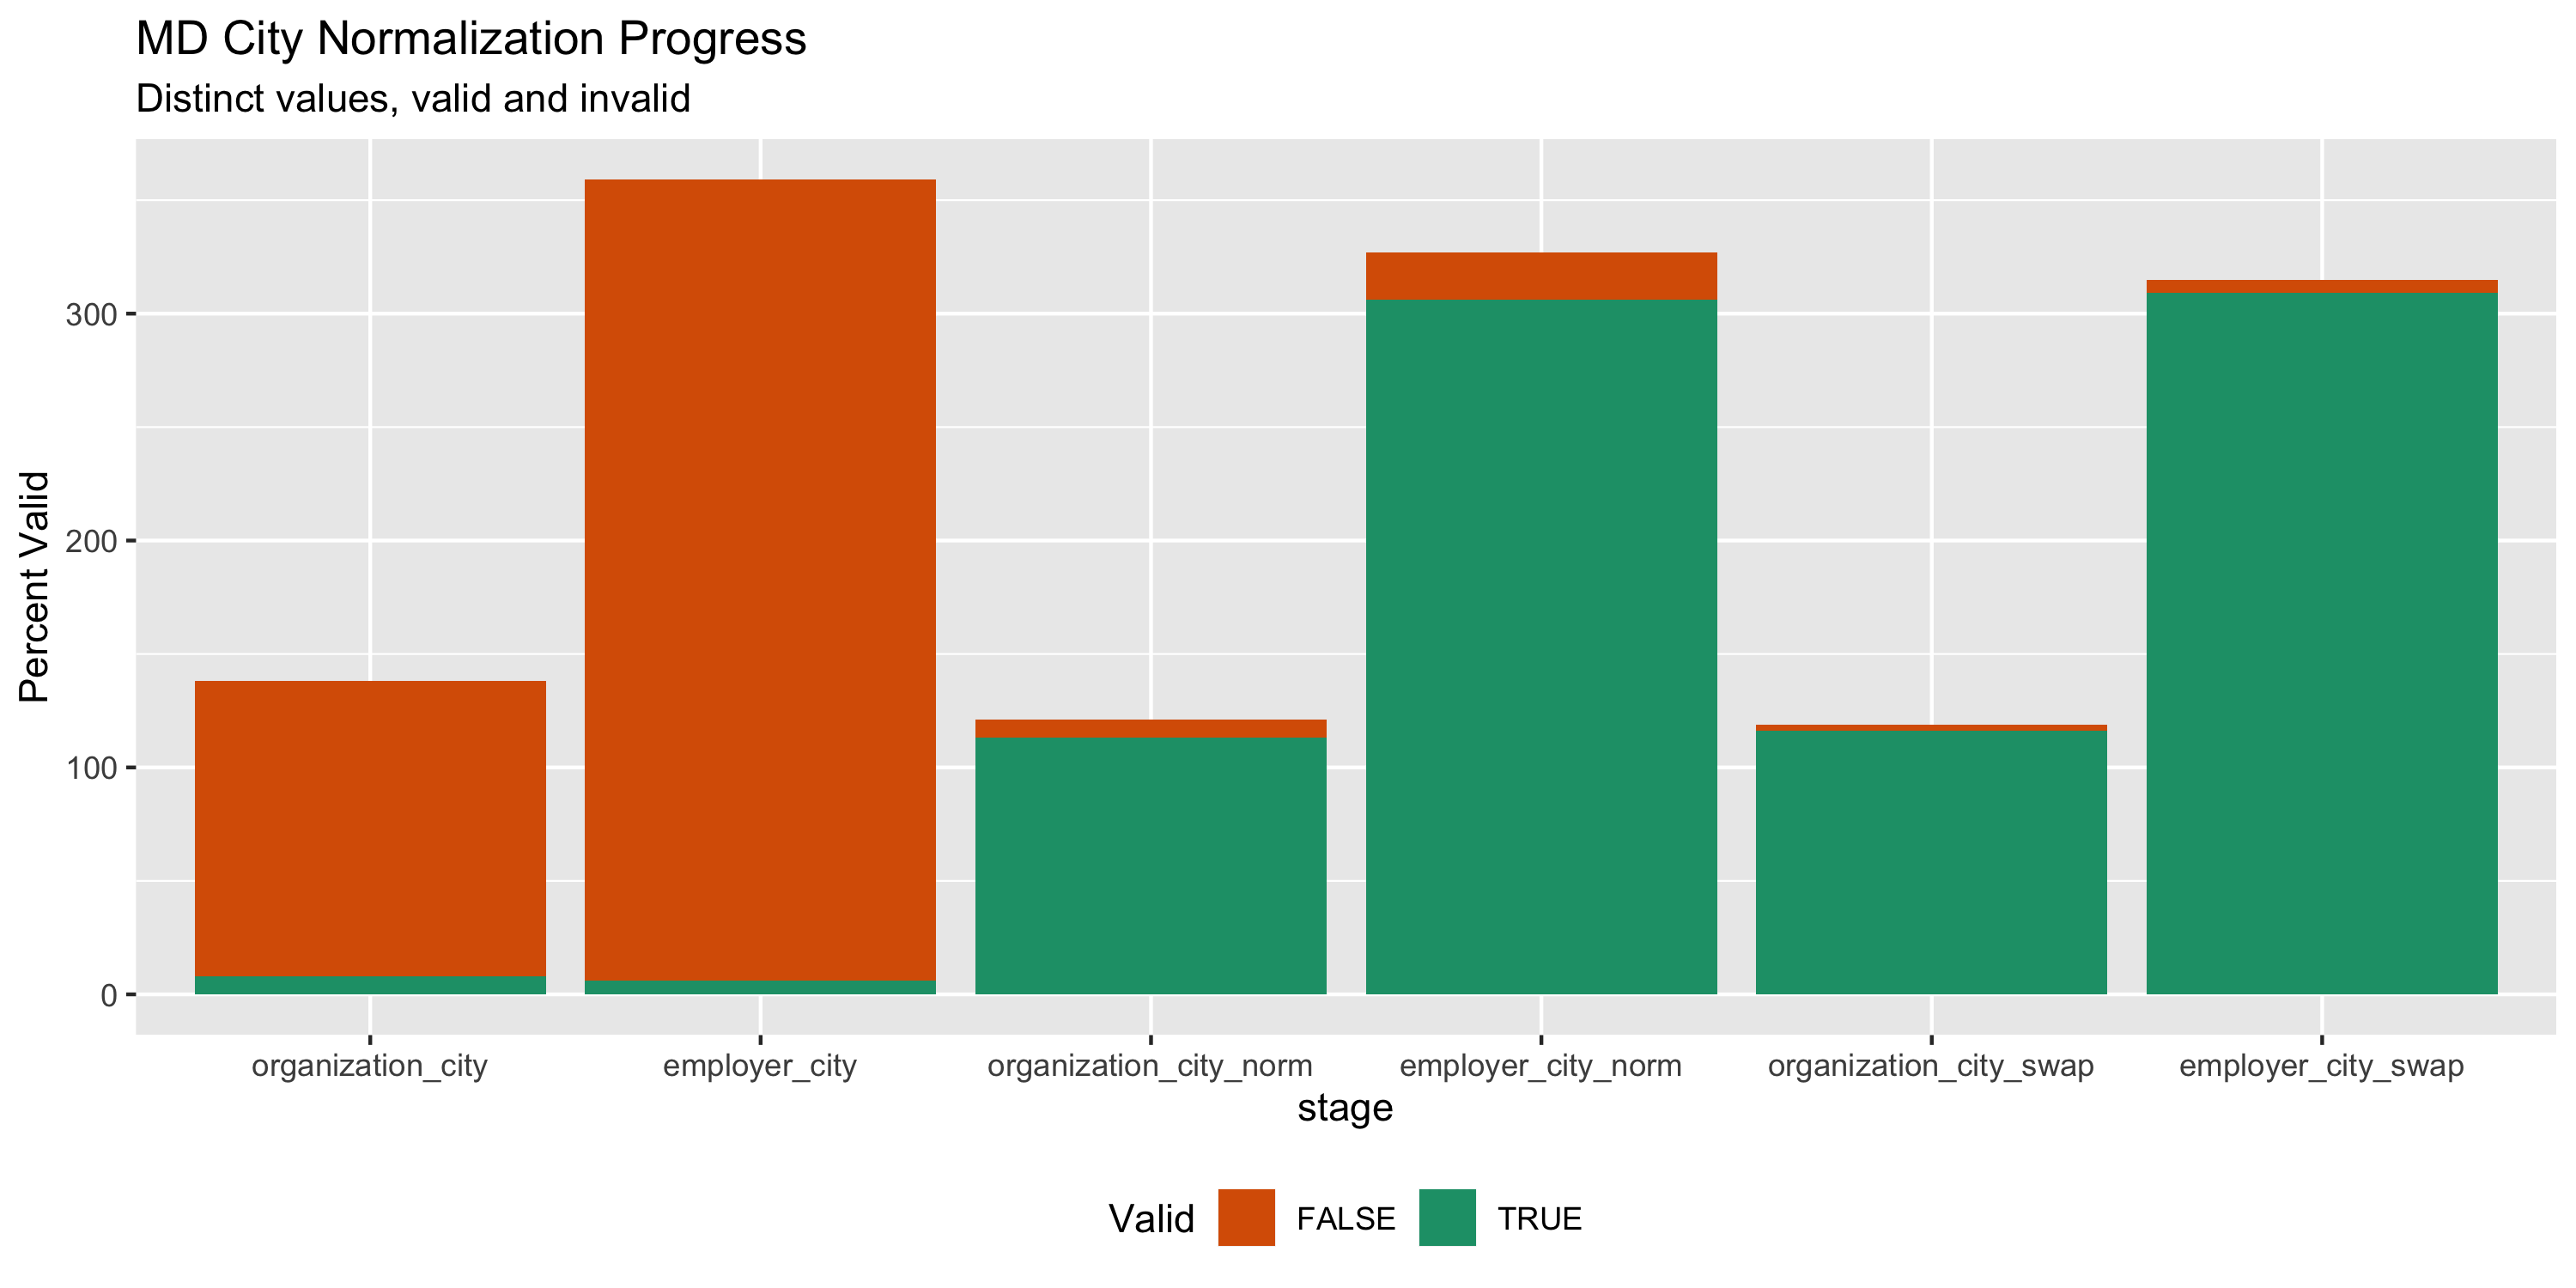 MD City Normalization Progress
Distinct values, valid and invalid
Percent Valid
300
200
100
0
organization_city employer_city organization_city_norm employer_city_norm organization_city_swap employer_city_swap
stage
Valid FALSE TRUE